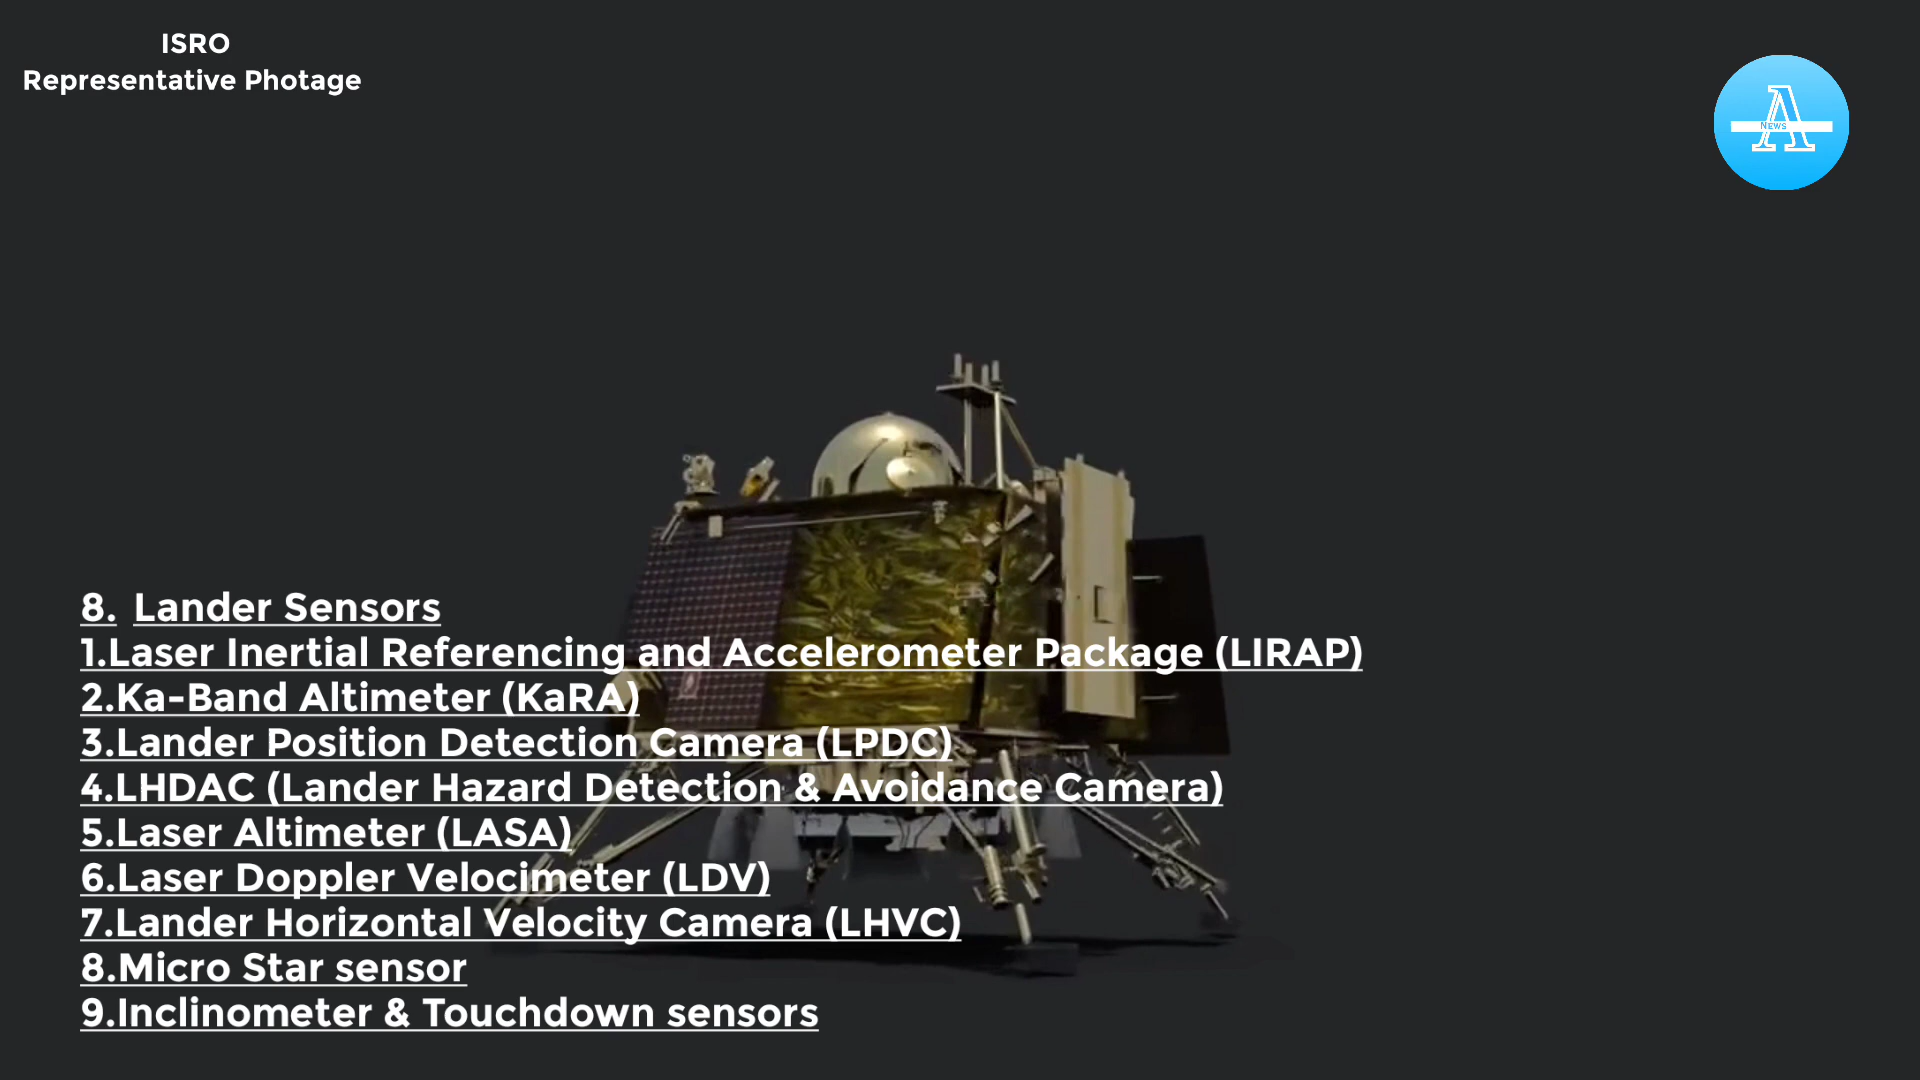 ISRO
Representative Photage
News
8. Lander Sensors
1.Laser Inertial Referencing and Accelerometer Package (LIRAP)
2.Ka-Band Altimeter (KaRA)
3.Lander Position Detection Camera (LPDC)
4.LHDAC (Lander Hazard Detection & Avoidance Camera)
5.Laser Altimeter (LASA)
6.Laser Doppler Velocimeter (LDV)
7.Lander Horizontal Velocity Camera (LHVC)
8.Micro Star sensor
9.Inclinometer & Touchdown sensors